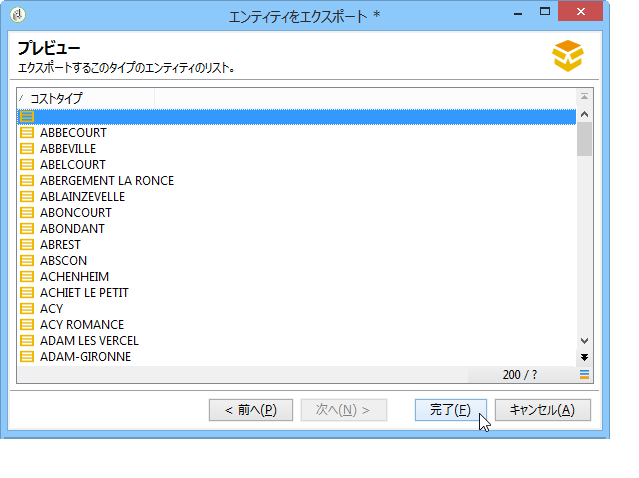 エンティティをエクスポート *
プレビュー
エクスポートするこのタイプのエンティティのリスト。
コストタイプ
ABBECOURT
ABBEVILLE
ABELCOURT
ABERGEMENT LA RONCE
ABLAINZEVELLE
ABONCOURT
ABONDANT
ABREST
ABSCON
ACHENHEIM
ACHIET LE PETIT
ACY
ACY ROMANCE
ADAM LES VERCEL
ADAM-GIRONNE
200 / ?
< 前へ(P) 次へ(N) > 完了(F) キャンセル(A)